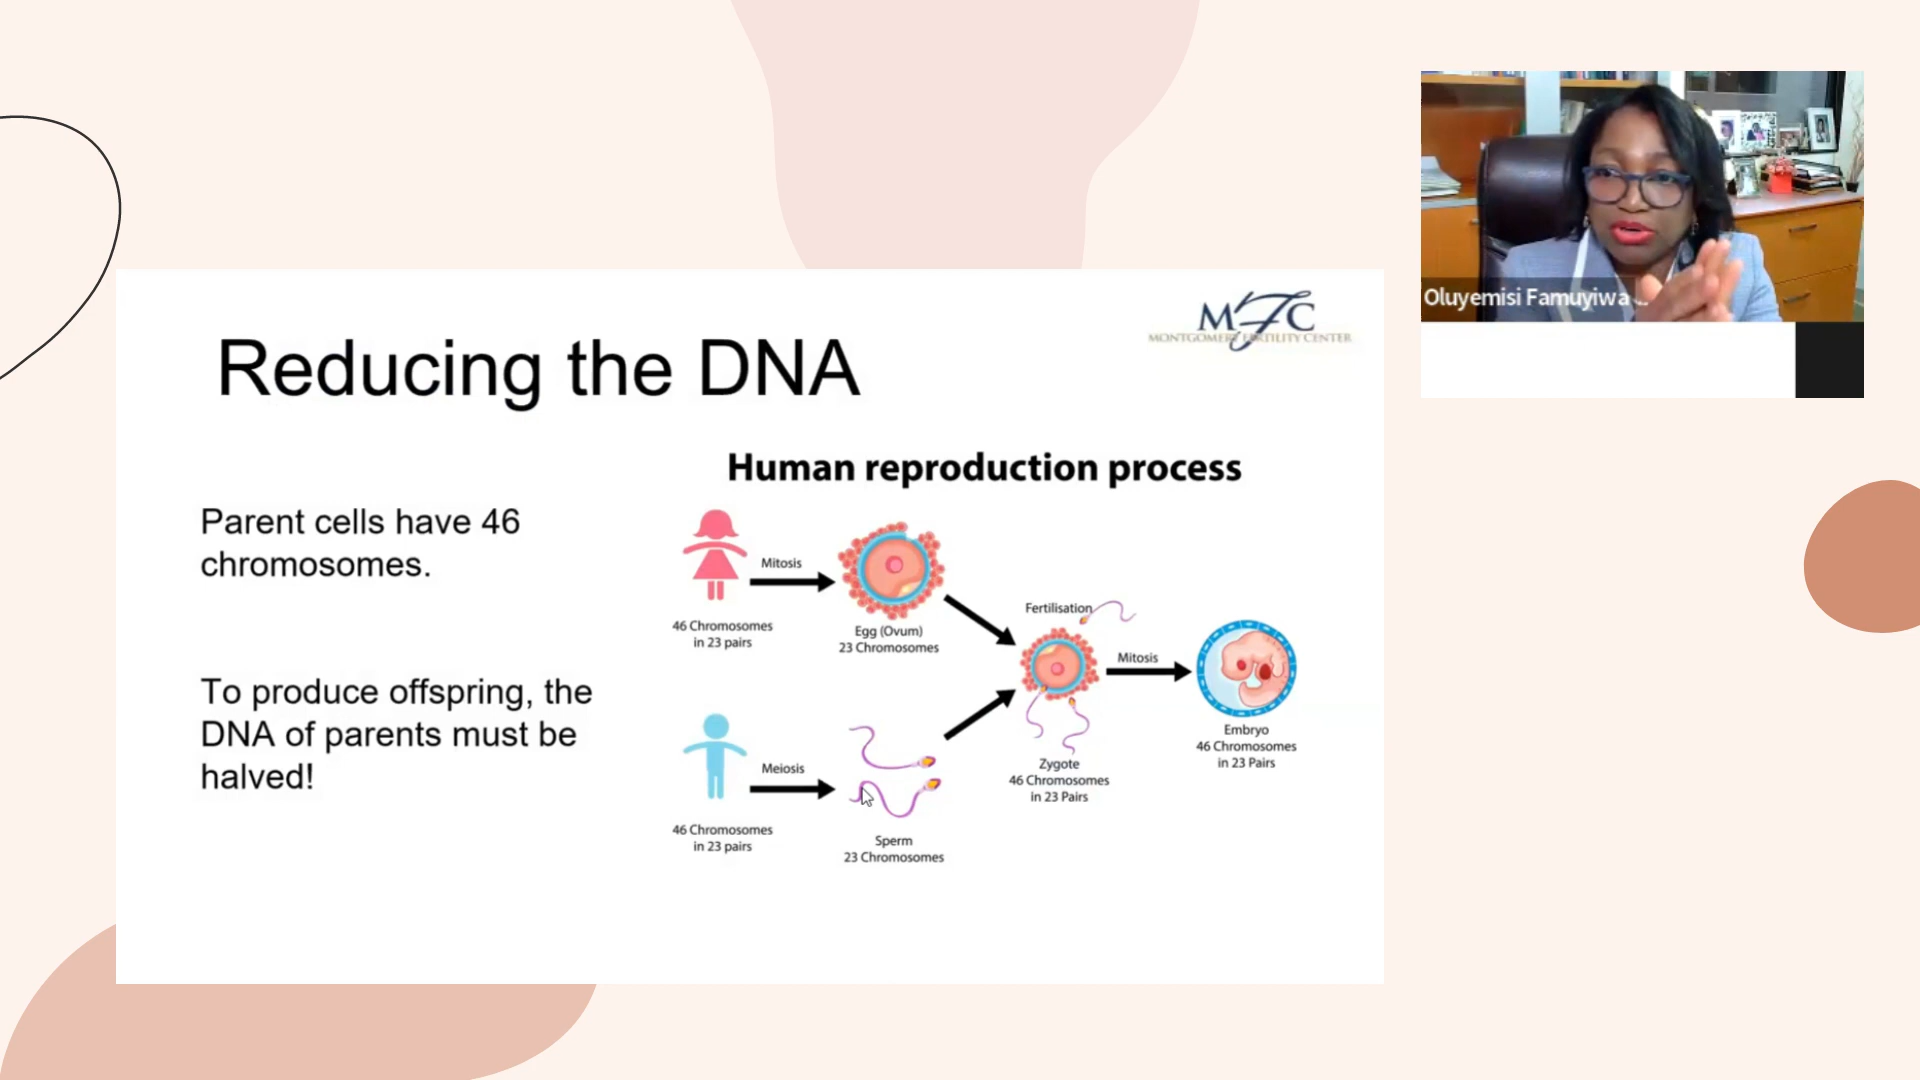 MFC
MONTGOMERY FERTILITY CENTER
Oluyemisi Famuyiwa
Reducing the DNA
Parent cells have 46
chromosomes.
To produce offspring, the
DNA of parents must be
halved!
Human reproduction process
Mitosis
46 Chromosomes
in 23 pairs
Egg (Ovum)
23 Chromosomes
Fertilisation
Mitosis
Meiosis
46 Chromosomes
in 23 pairs
Sperm
23 Chromosomes
Zygote
46 Chromosomes
in 23 Pairs
Embryo
46 Chromosomes
in 23 Pairs